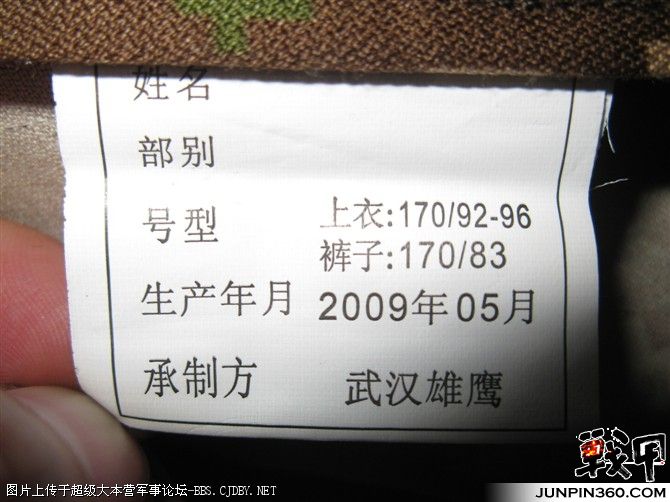 姓名
部别
号型 上衣:170/92-96
裤子:170/83
生产年月 2009年05月
承制方 武汉雄鹰
图片上传于超级大本营军事论坛-BBS.CJDBY.NET
战甲
JUNPIN360.COM